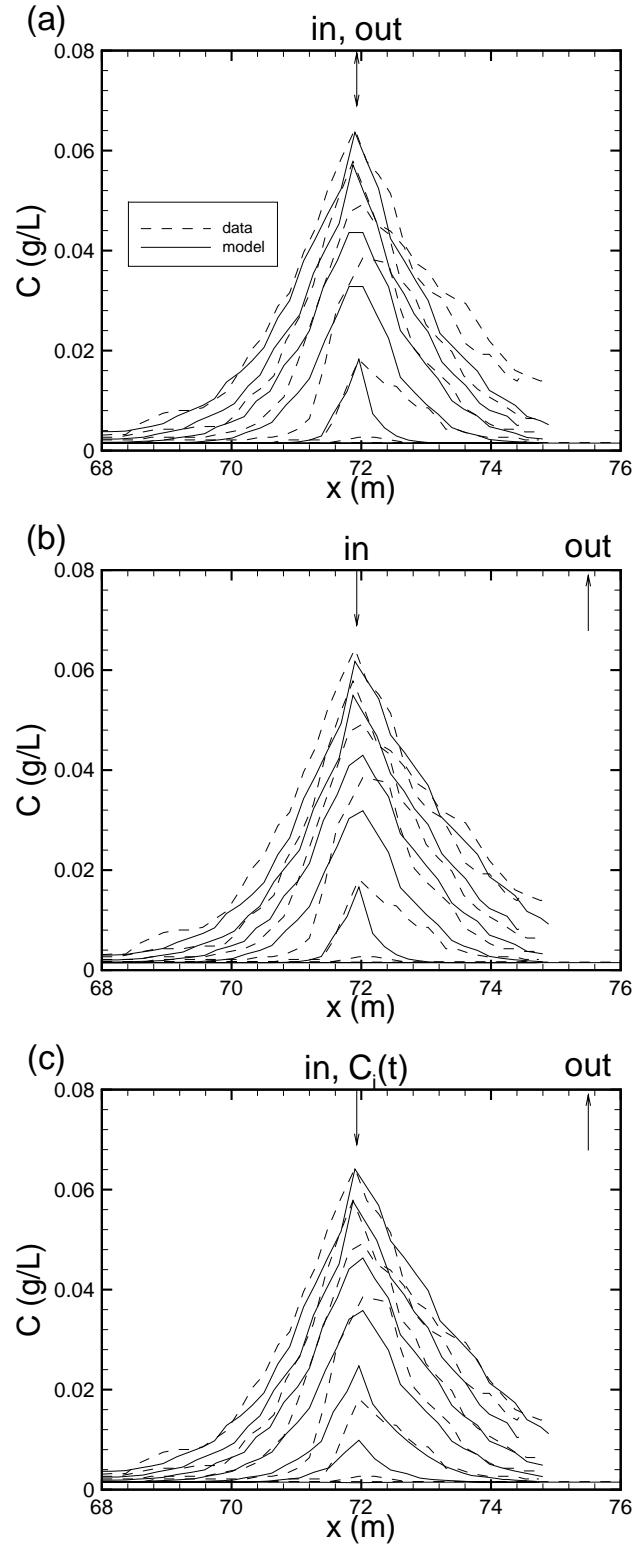 (a)
in, out
0.08
0.06
0.04
0.02
0
C (g/L)
data
model
68 70 72 74 76
x (m)
(b)
in out
0.08
0.06
0.04
0.02
0
C (g/L)
68 70 72 74 76
x (m)
(c)
in, C_i(t) out
0.08
0.06
0.04
0.02
0
C (g/L)
68 70 72 74 76
x (m)